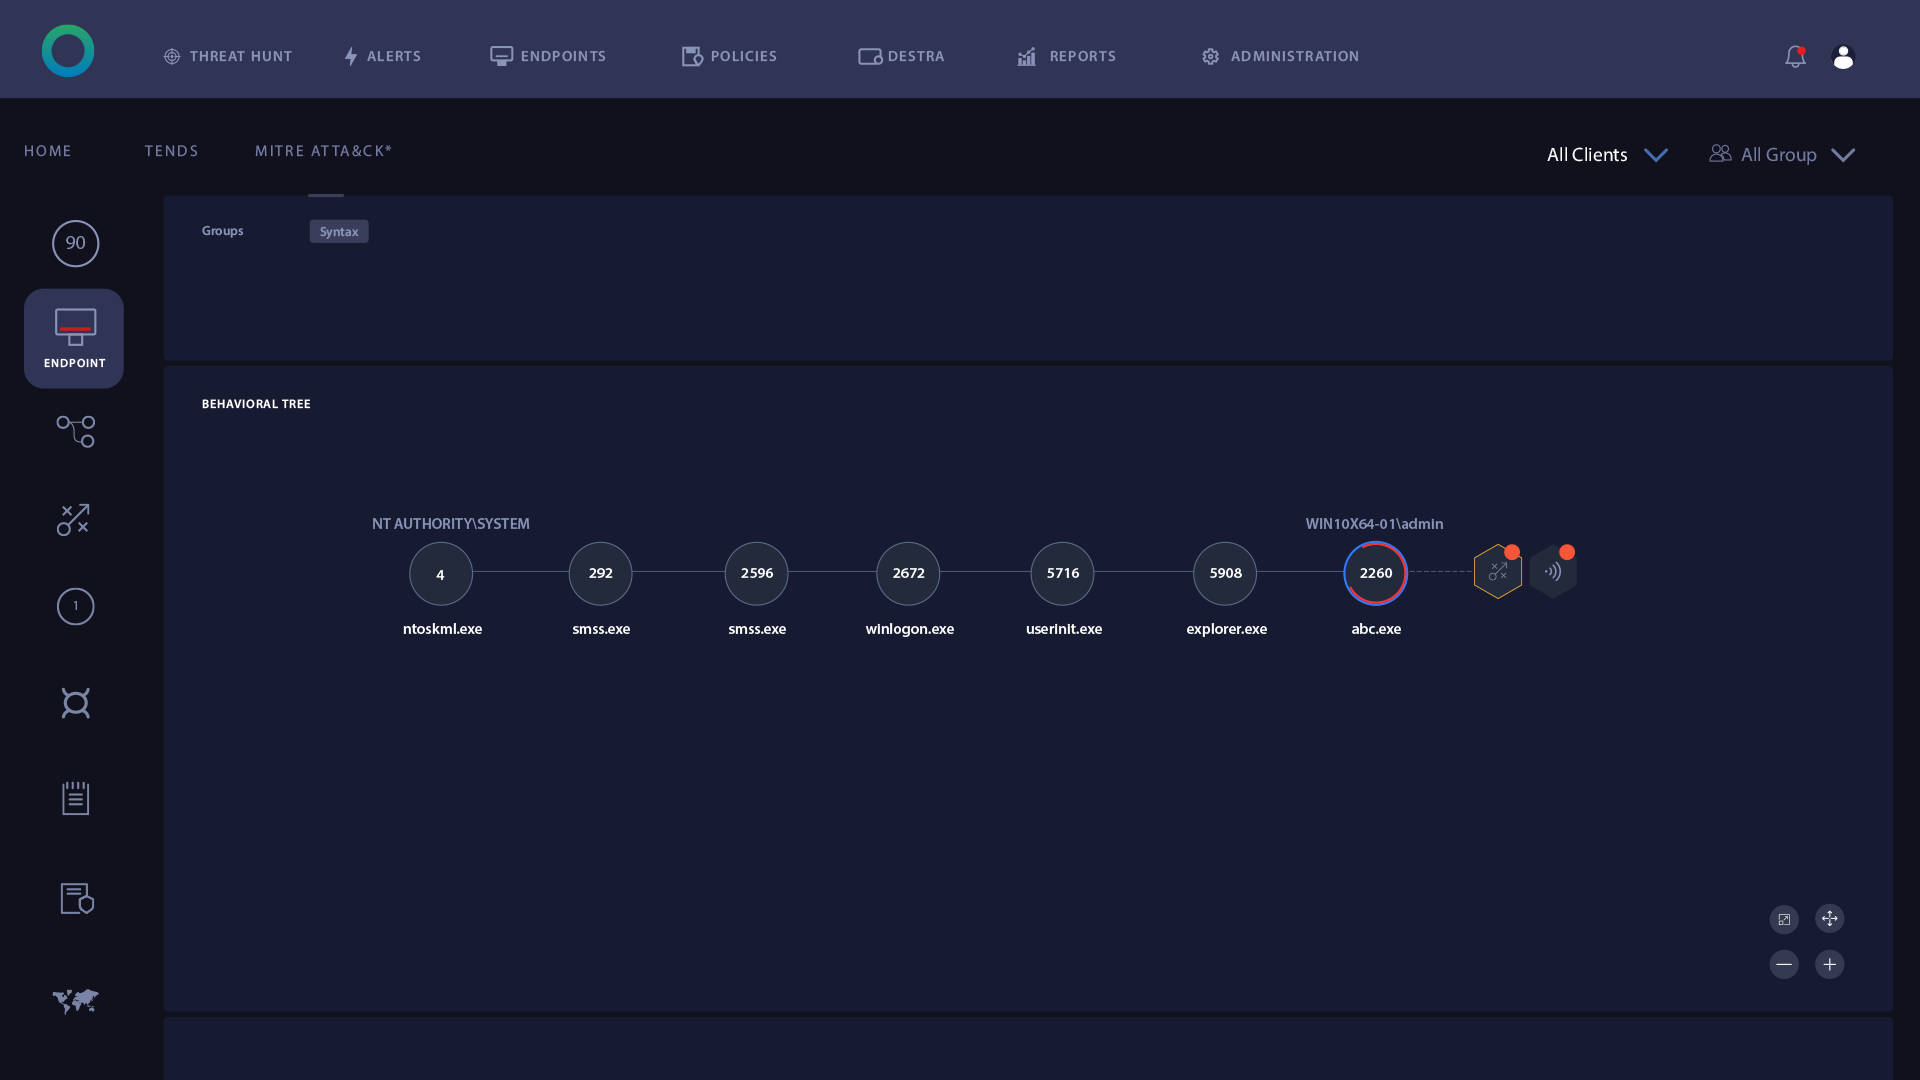 THREAT HUNT ALERTS ENDPOINTS POLICIES DESTRA REPORTS ADMINISTRATION
HOME TENDS MITRE ATTA&CK* All Clients All Group
90
Groups Syntax
ENDPOINT
BEHAVIORAL TREE
NT AUTHORITY\SYSTEM WIN10X64-01\admin
4 292 2596 2672 5716 5908 2260
ntoskml.exe smss.exe smss.exe winlogon.exe userinit.exe explorer.exe abc.exe
1